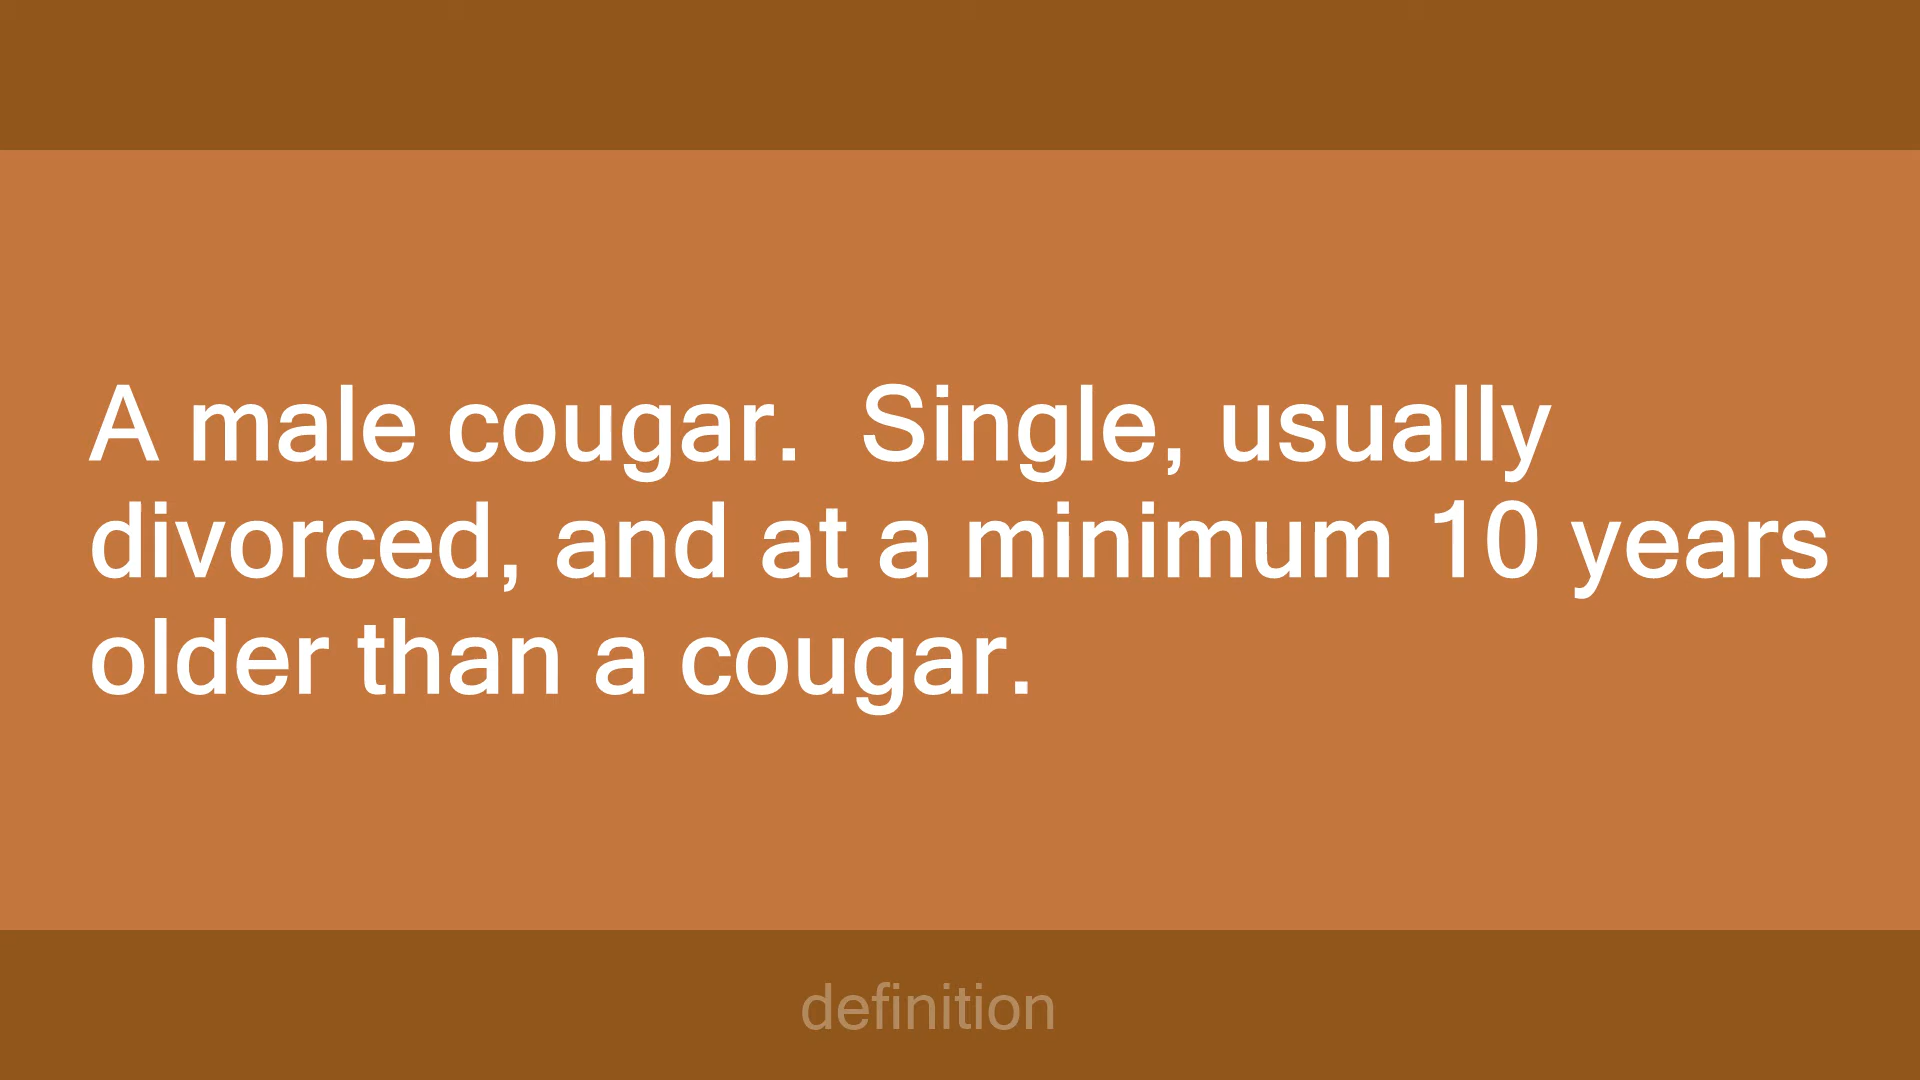 A male cougar.  Single, usually
divorced, and at a minimum 10 years
older than a cougar.
definition